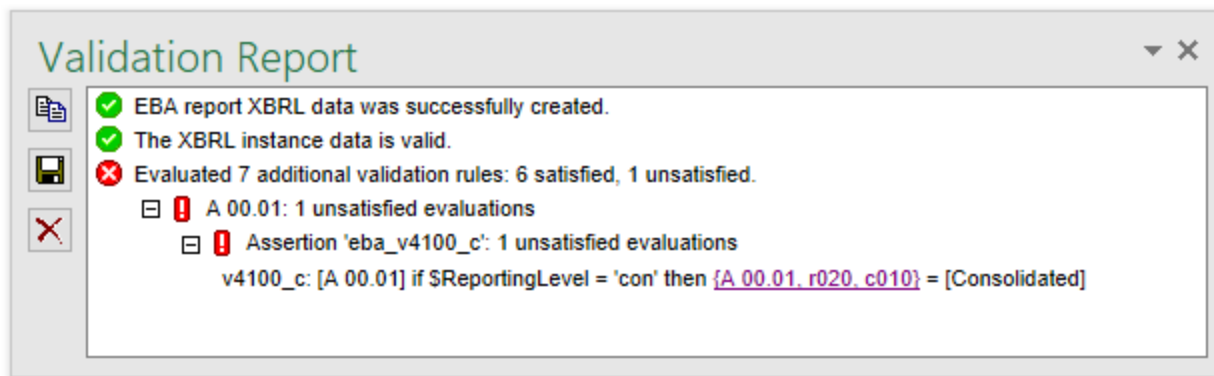 Validation Report
EBA report XBRL data was successfully created.
The XBRL instance data is valid.
Evaluated 7 additional validation rules: 6 satisfied, 1 unsatisfied.
A 00.01: 1 unsatisfied evaluations
Assertion 'eba_v4100_c': 1 unsatisfied evaluations
v4100_c: [A 00.01] if $ReportingLevel = 'con' then {A 00.01, r020, c010} = [Consolidated]